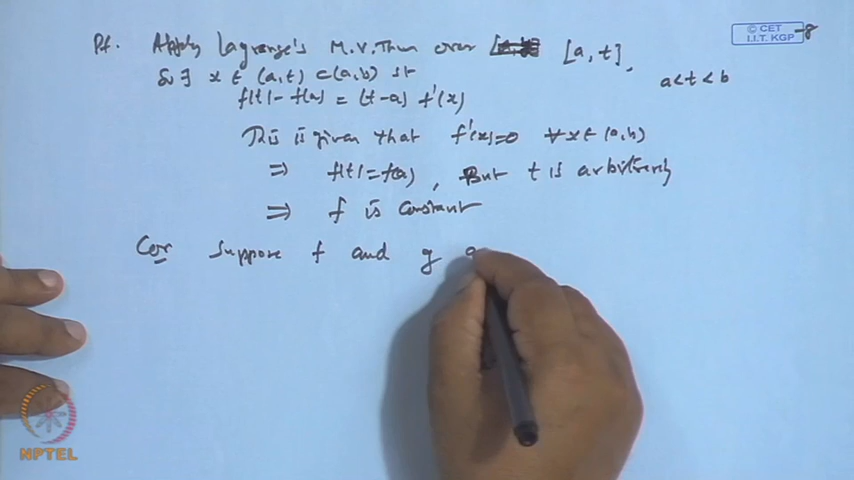 Pf. Apply Lagrange's M.V. Thm over [a, t],
So ∃ x ∈ (a,t) ⊂ (a,b) st a<t<b
f(t) - f(a) = (t-a) f'(x)
This is given that f'(x)=0 ∀x∈(a,b)
⇒ f(t)=f(a), But t is arbitrary
⇒ f is constant
Cor Suppose f and g a
© CET
I.I.T. KGP
NPTEL